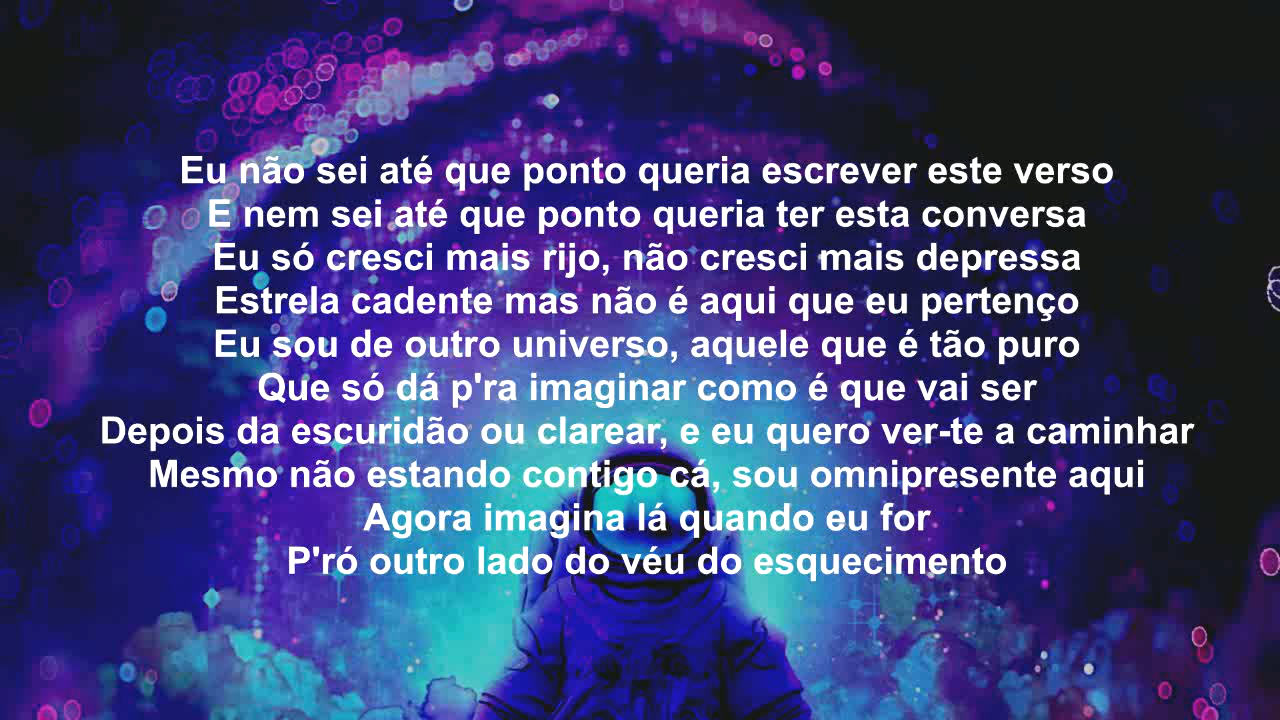 Eu não sei até que ponto queria escrever este verso
E nem sei até que ponto queria ter esta conversa
Eu só cresci mais rijo, não cresci mais depressa
Estrela cadente mas não é aqui que eu pertenço
Eu sou de outro universo, aquele que é tão puro
Que só dá p'ra imaginar como é que vai ser
Depois da escuridão ou clarear, e eu quero ver-te a caminhar
Mesmo não estando contigo cá, sou omnipresente aqui
Agora imagina lá quando eu for
P'ró outro lado do véu do esquecimento